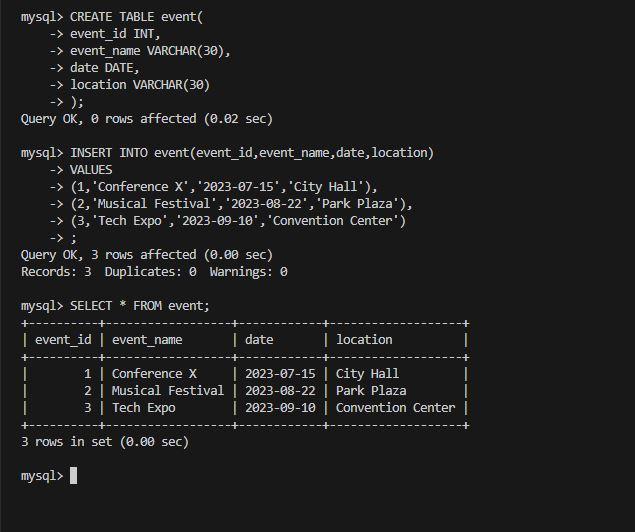 mysql> CREATE TABLE event(
    -> event_id INT,
    -> event_name VARCHAR(30),
    -> date DATE,
    -> location VARCHAR(30)
    -> );
Query OK, 0 rows affected (0.02 sec)

mysql> INSERT INTO event(event_id,event_name,date,location)
    -> VALUES
    -> (1,'Conference X','2023-07-15','City Hall'),
    -> (2,'Musical Festival','2023-08-22','Park Plaza'),
    -> (3,'Tech Expo','2023-09-10','Convention Center')
    -> ;
Query OK, 3 rows affected (0.00 sec)
Records: 3  Duplicates: 0  Warnings: 0

mysql> SELECT * FROM event;
+----------+------------------+------------+-------------------+
| event_id | event_name       | date       | location          |
+----------+------------------+------------+-------------------+
|        1 | Conference X     | 2023-07-15 | City Hall         |
|        2 | Musical Festival | 2023-08-22 | Park Plaza        |
|        3 | Tech Expo        | 2023-09-10 | Convention Center |
+----------+------------------+------------+-------------------+
3 rows in set (0.00 sec)

mysql>